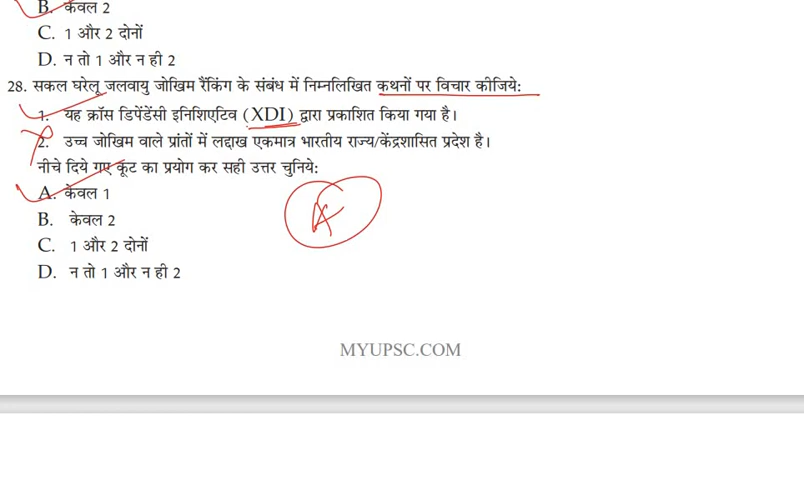 B. केवल 2
C. 1 और 2 दोनों
D. न तो 1 और न ही 2
28. सकल घरेलू जलवायु जोखिम रैंकिंग के संबंध में निम्नलिखित कथनों पर विचार कीजिये:
1. यह क्रॉस डिपेंडेंसी इनिशिएटिव (XDI) द्वारा प्रकाशित किया गया है।
2. उच्च जोखिम वाले प्रांतों में लद्दाख एकमात्र भारतीय राज्य/केंद्रशासित प्रदेश है।
नीचे दिये गए कूट का प्रयोग कर सही उत्तर चुनिये:
A. केवल 1
B. केवल 2
C. 1 और 2 दोनों
D. न तो 1 और न ही 2
A
MYUPSC.COM